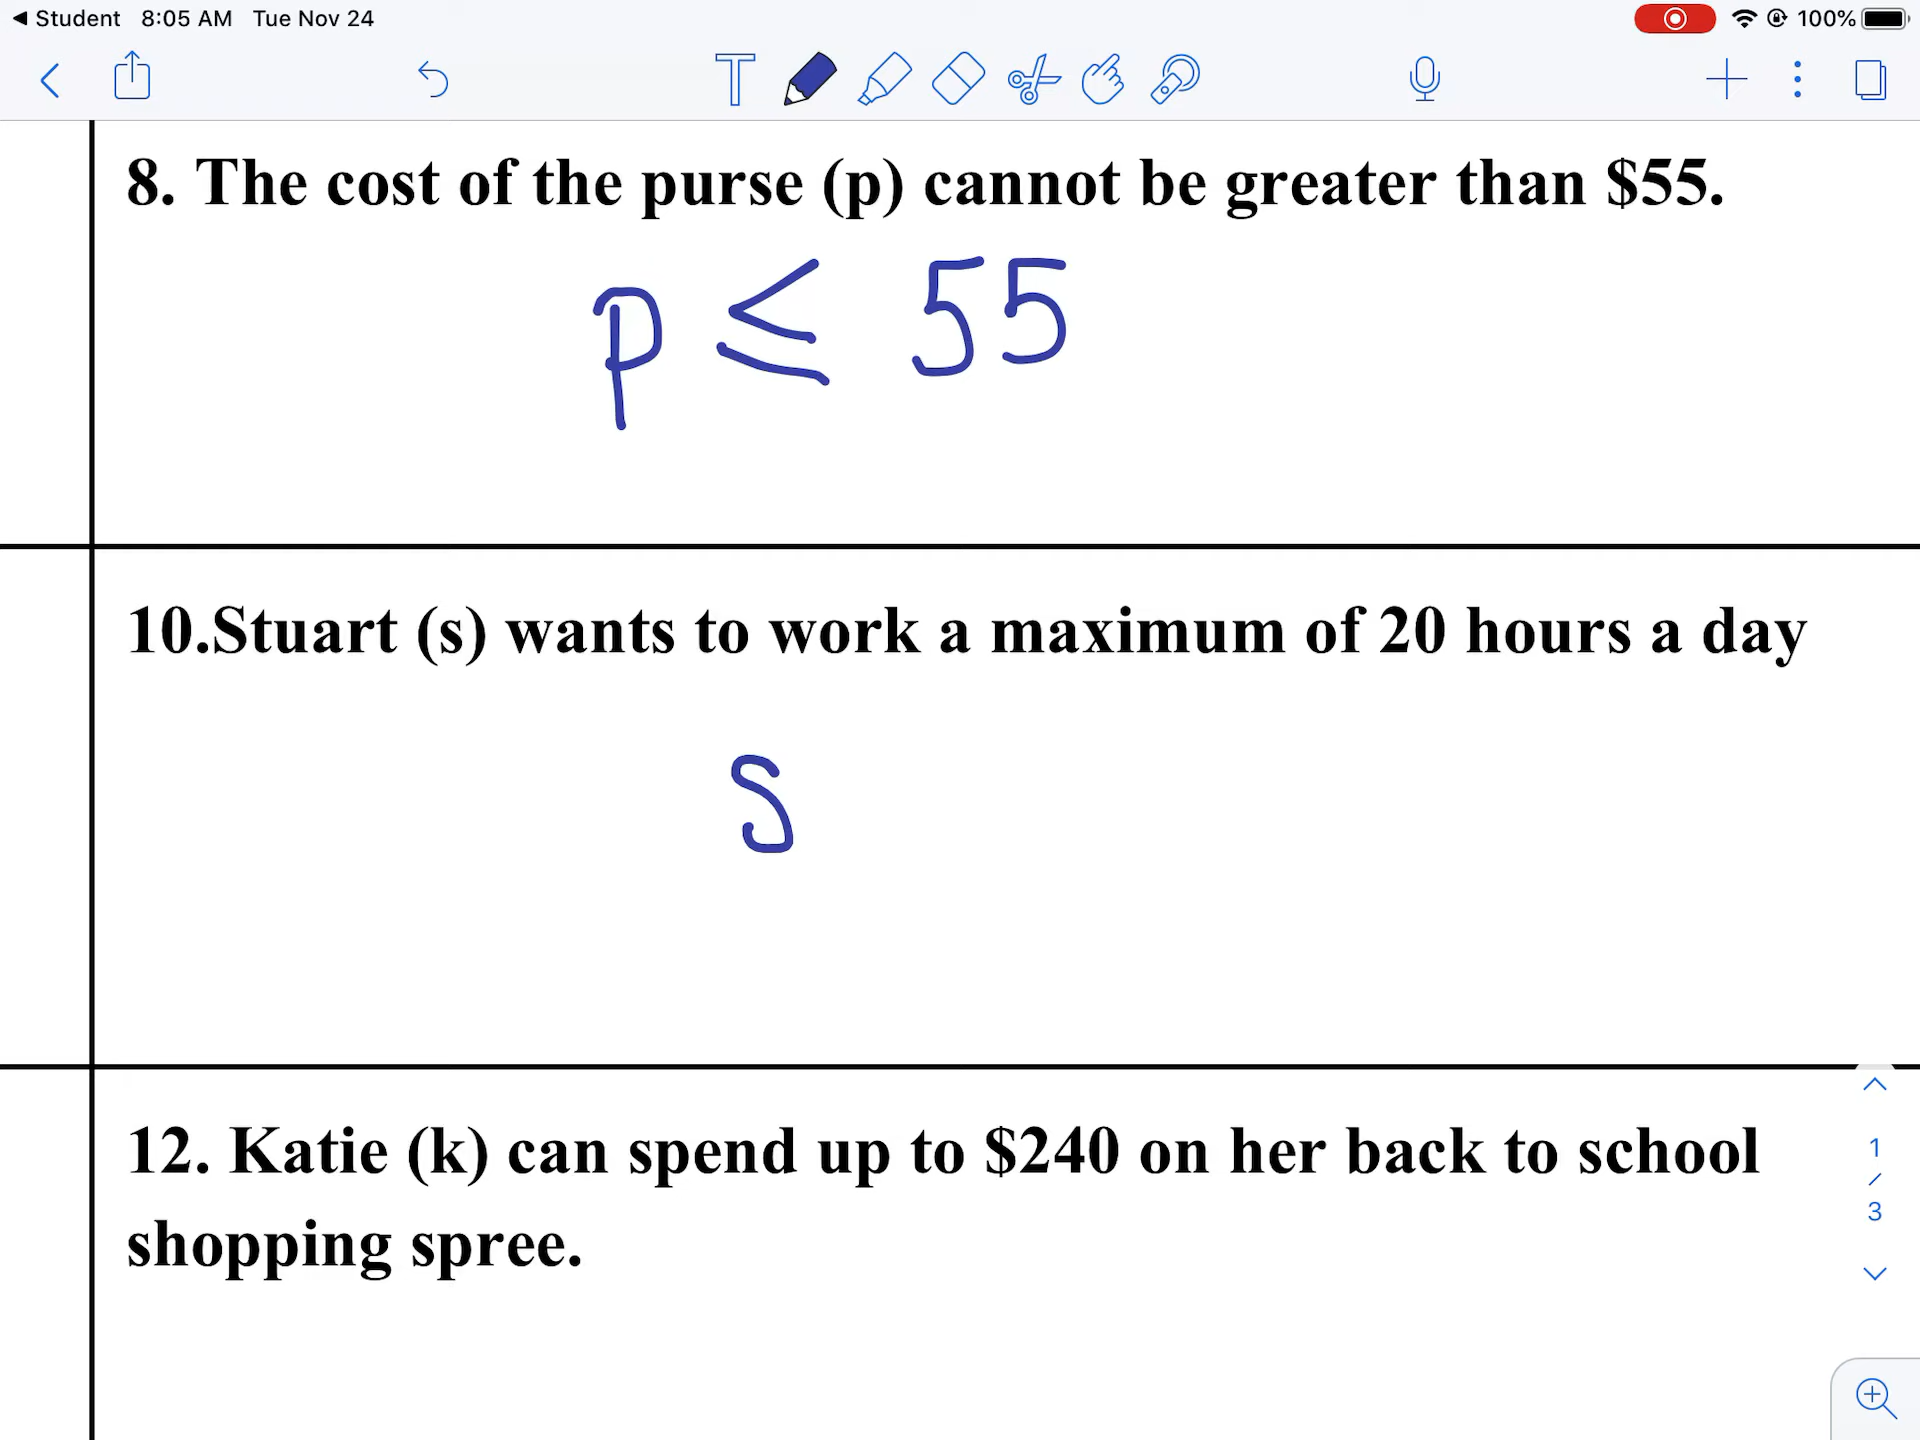 Student 8:05 AM Tue Nov 24 100%
T
8. The cost of the purse (p) cannot be greater than $55.
p ≤ 55
10.Stuart (s) wants to work a maximum of 20 hours a day
S
12. Katie (k) can spend up to $240 on her back to school
shopping spree.
1
/
3